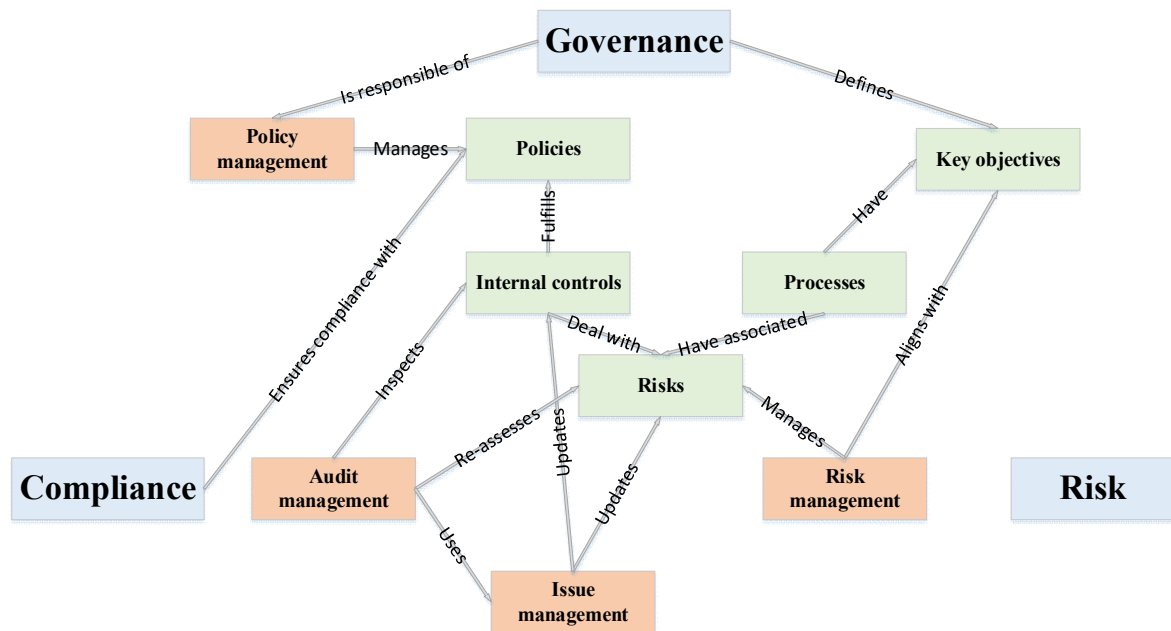 Governance
Is responsible of
Defines
Policy
management
Manages
Policies
Key objectives
Have
Fulfills
Ensures compliance with
Internal controls
Processes
Aligns with
Deal with
Have associated
Inspects
Risks
Re-assesses
Updates
Manages
Updates
Compliance
Audit
management
Risk
management
Risk
Uses
Issue
management